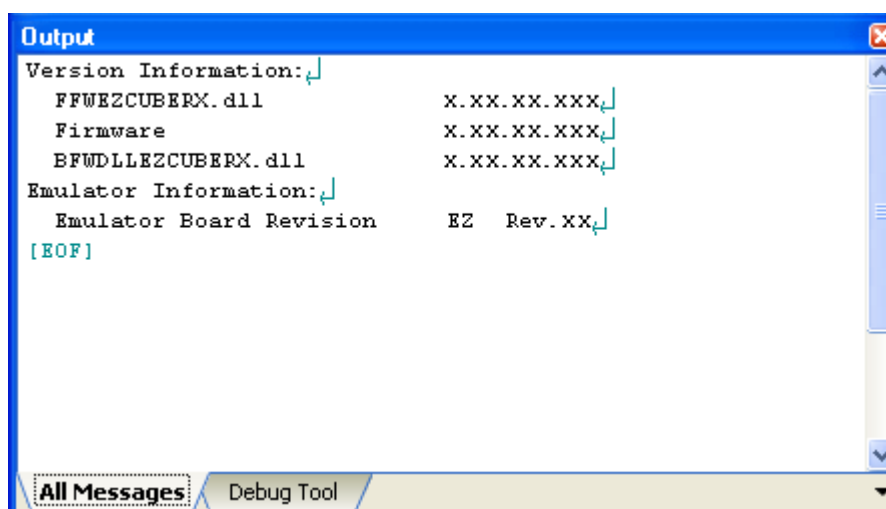 Output
Version Information:
FFWEZCUBERX.dll x.xx.xx.xxx
Firmware x.xx.xx.xxx
BFWDLLEZCUBERX.dll x.xx.xx.xxx
Emulator Information:
Emulator Board Revision EZ Rev.xx
[EOF]
All Messages Debug Tool